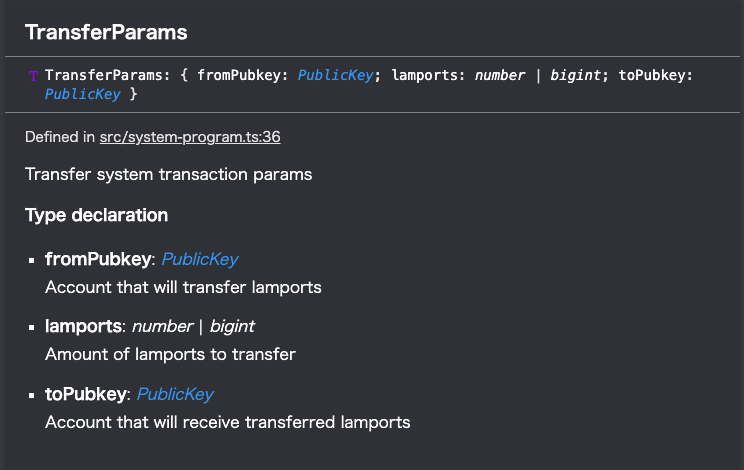 TransferParams
T TransferParams: { fromPubkey: PublicKey; lamports: number | bigint; toPubkey:
PublicKey }
Defined in src/system-program.ts:36
Transfer system transaction params
Type declaration
▪ fromPubkey: PublicKey
Account that will transfer lamports
▪ lamports: number | bigint
Amount of lamports to transfer
▪ toPubkey: PublicKey
Account that will receive transferred lamports